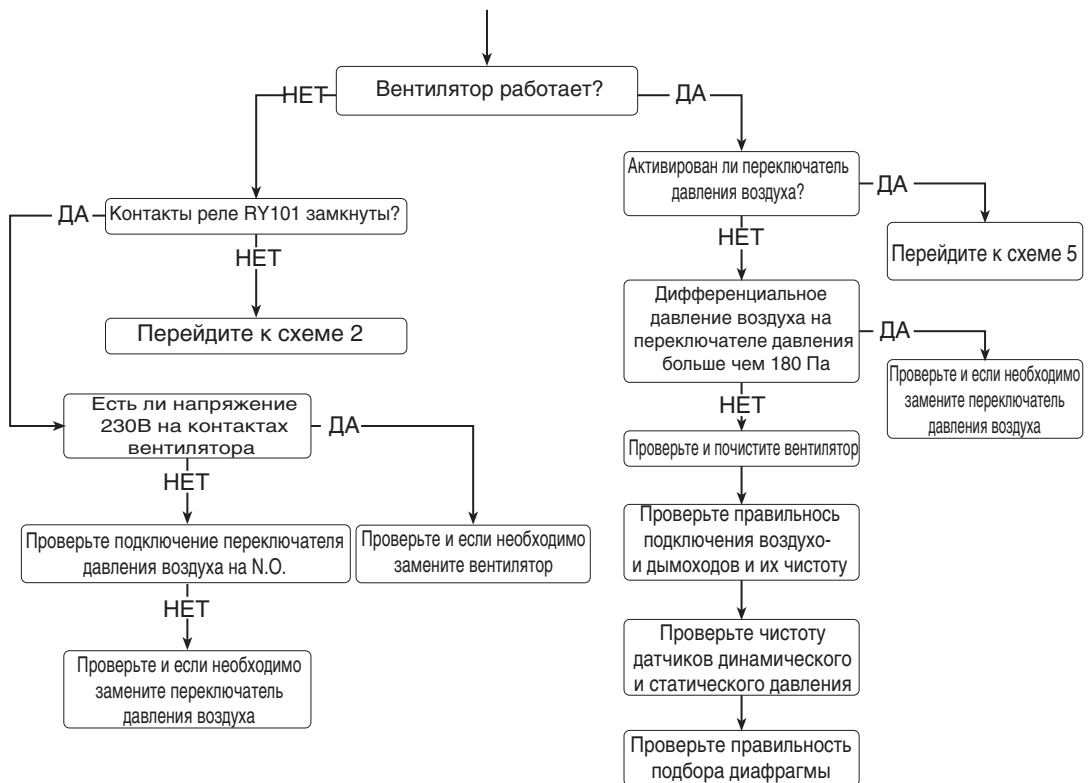 Вентилятор работает?
НЕТ
ДА
Активирован ли переключатель
давления воздуха?
ДА
Контакты реле RY101 замкнуты?
ДА
НЕТ
НЕТ
Перейдите к схеме 5
Перейдите к схеме 2
Дифференциальное
давление воздуха на
переключателе давления
больше чем 180 Па
ДА
НЕТ
Проверьте и если необходимо
замените переключатель
давления воздуха
Есть ли напряжение
230В на контактах
вентилятора
ДА
НЕТ
Проверьте и почистите вентилятор
Проверьте подключение переключателя
давления воздуха на N.O.
НЕТ
Проверьте и если необходимо
замените вентилятор
Проверьте правильнось
подключения воздухо-
и дымоходов и их чистоту
Проверьте и если необходимо
замените переключатель
давления воздуха
Проверьте чистоту
датчиков динамического
и статического давления
Проверьте правильность
подбора диафрагмы